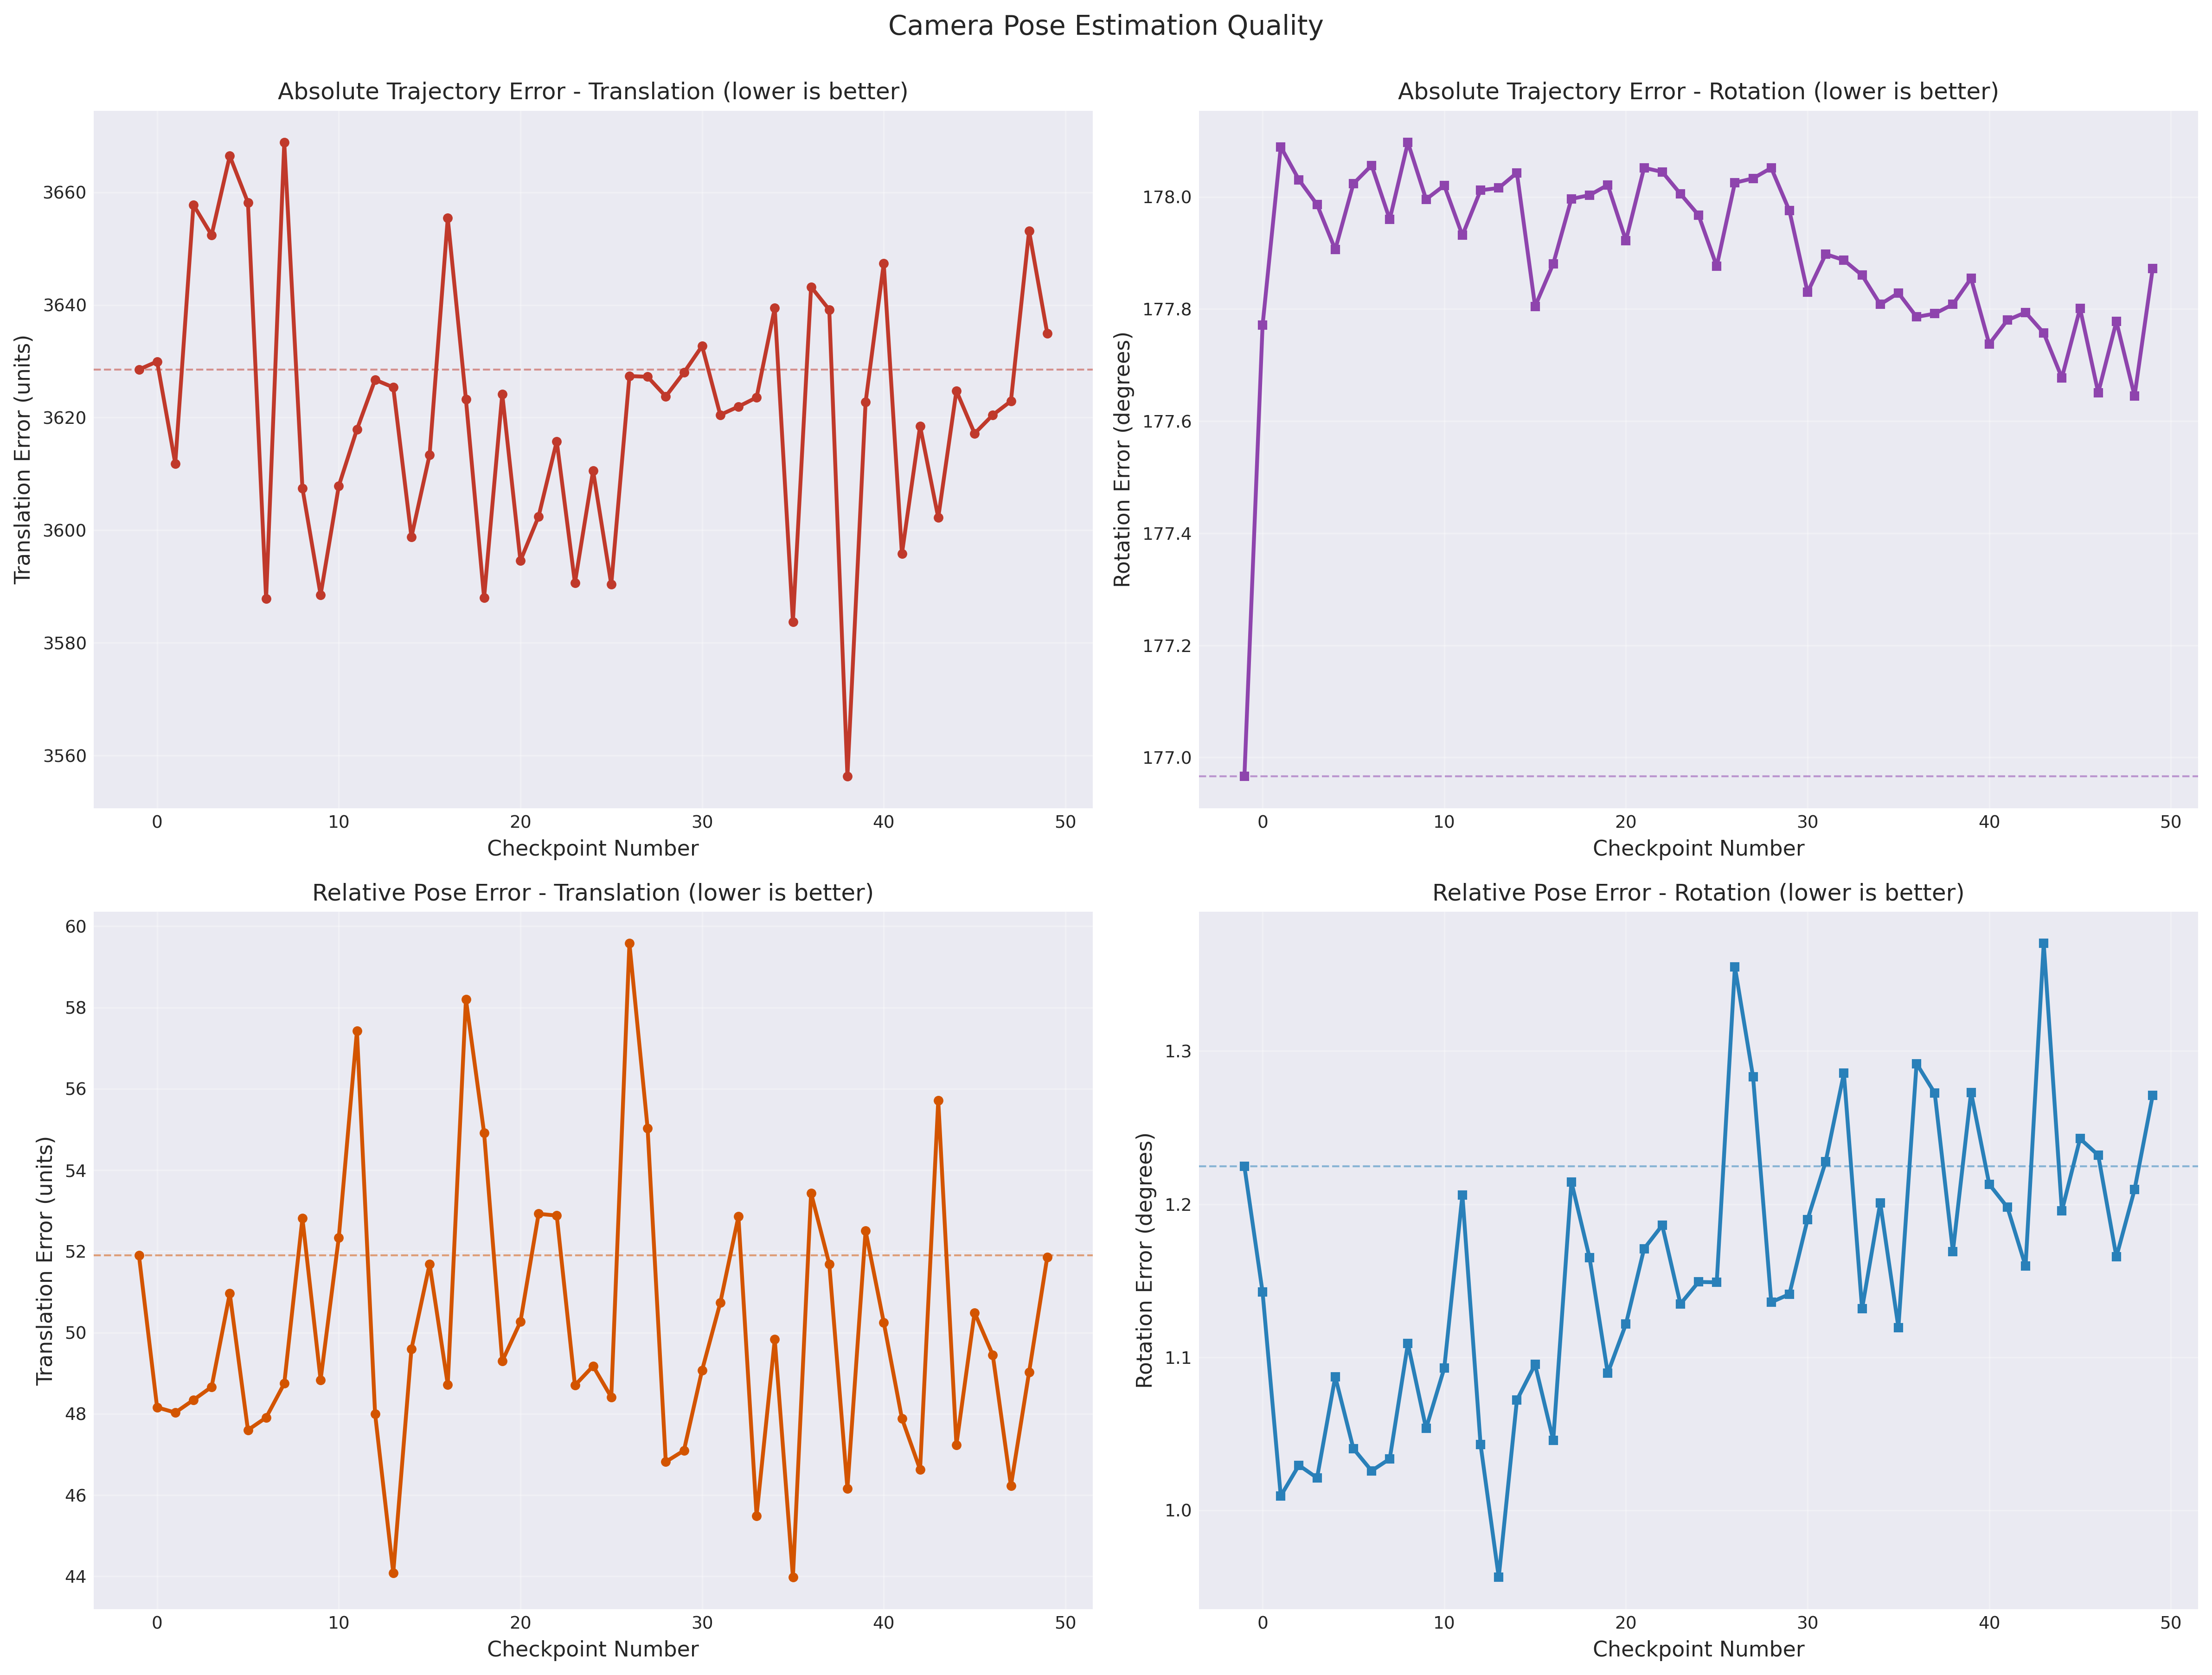 Camera Pose Estimation Quality
Absolute Trajectory Error - Translation (lower is better)
Translation Error (units)
3660
3640
3620
3600
3580
3560
0 10 20 30 40 50
Checkpoint Number
Absolute Trajectory Error - Rotation (lower is better)
Rotation Error (degrees)
178.0
177.8
177.6
177.4
177.2
177.0
0 10 20 30 40 50
Checkpoint Number
Relative Pose Error - Translation (lower is better)
Translation Error (units)
60
58
56
54
52
50
48
46
44
0 10 20 30 40 50
Checkpoint Number
Relative Pose Error - Rotation (lower is better)
Rotation Error (degrees)
1.3
1.2
1.1
1.0
0 10 20 30 40 50
Checkpoint Number